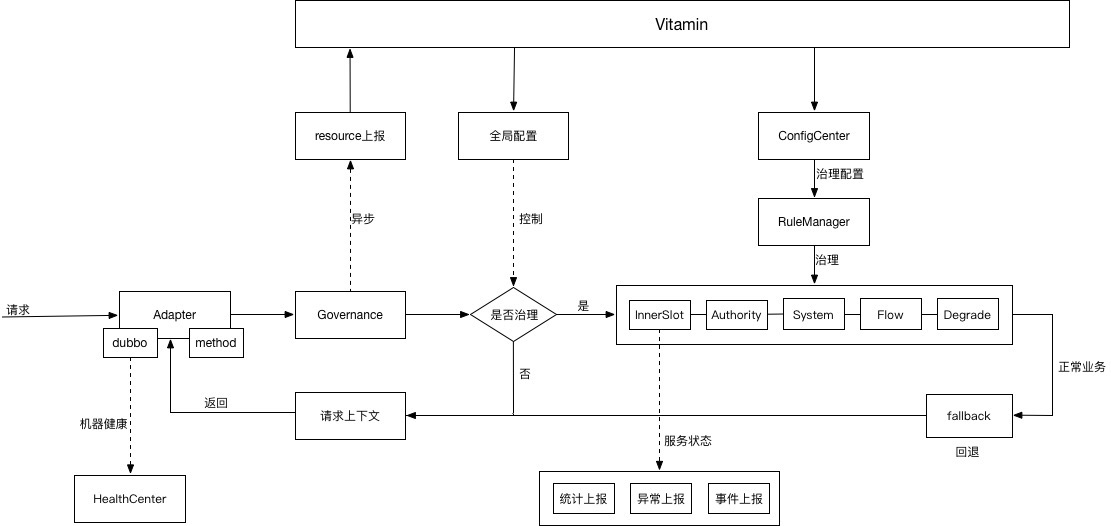 Vitamin
resource上报
全局配置
ConfigCenter
治理配置
异步
控制
RuleManager
治理
请求
Adapter
Governance
是否治理
是
InnerSlot
Authority
System
Flow
Degrade
dubbo
method
否
正常业务
返回
请求上下文
fallback
机器健康
服务状态
回退
HealthCenter
统计上报
异常上报
事件上报